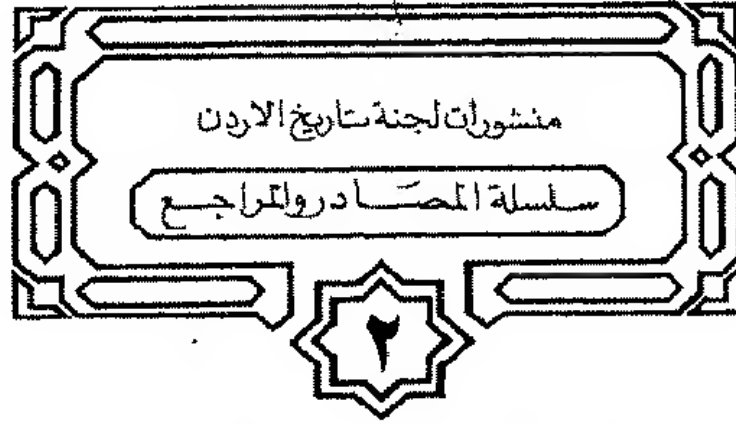 منشورات لجنة تاريخ الاردن
سلسلة المصادر والمراجع
٢